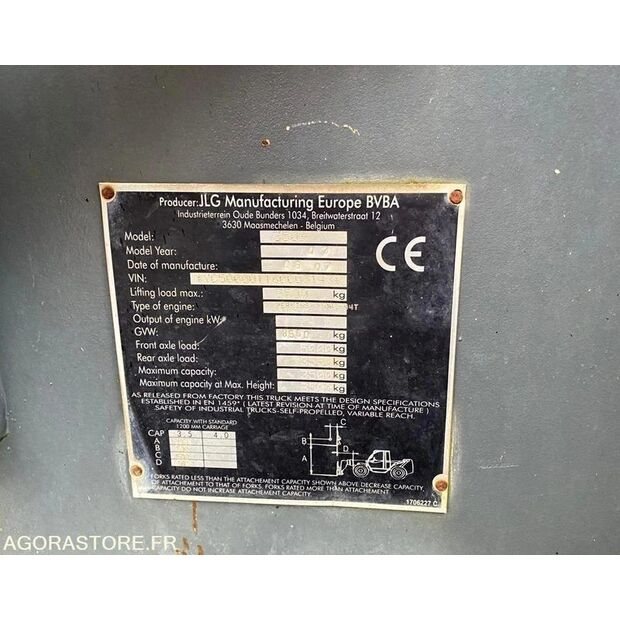 Producer: JLG Manufacturing Europe BVBA
Industrieterrein Oude Bunders 1034, Breitwaterstraat 12
3630 Maasmechelen - Belgium
Model:
Model Year:
Date of manufacture:
VIN:
Lifting load max.: kg
Type of engine:
Output of engine kW:
GVW: kg
Front axle load: kg
Rear axle load: kg
Maximum capacity: kg
Maximum capacity at Max. Height: kg
CE
AS RELEASED FROM FACTORY THIS TRUCK MEETS THE DESIGN SPECIFICATIONS
ESTABLISHED IN EN 1459* (LATEST REVISION AT TIME OF MANUFACTURE)
SAFETY OF INDUSTRIAL TRUCKS-SELF-PROPELLED, VARIABLE REACH.
CAPACITY WITH STANDARD
1200 MM CARRIAGE
CAP 3.5 4.0
A
B
C
D
C
B
D
A
FORKS RATED LESS THAN THE ATTACHMENT CAPACITY SHOWN ABOVE DECREASE CAPACITY
OF ATTACHMENT TO THAT OF FORKS. FORKS RATED MORE THAN ATTACHMENT
CAPACITY DO NOT INCREASE ATTACHMENT CAPACITY.
1706227 C
AGORASTORE.FR